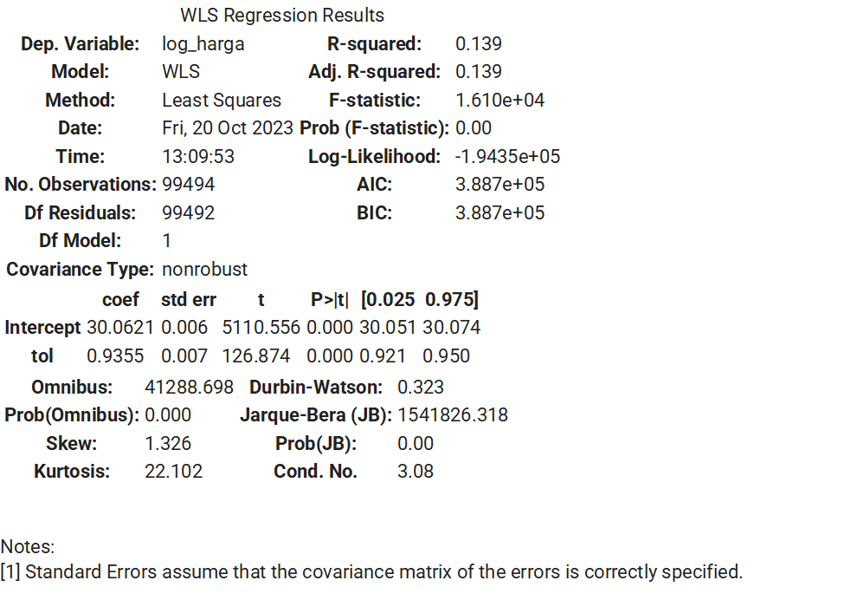 WLS Regression Results
Dep. Variable: log_harga R-squared: 0.139
Model: WLS Adj. R-squared: 0.139
Method: Least Squares F-statistic: 1.610e+04
Date: Fri, 20 Oct 2023 Prob (F-statistic): 0.00
Time: 13:09:53 Log-Likelihood: -1.9435e+05
No. Observations: 99494 AIC: 3.887e+05
Df Residuals: 99492 BIC: 3.887e+05
Df Model: 1
Covariance Type: nonrobust
coef std err t P>|t| [0.025 0.975]
Intercept 30.0621 0.006 5110.556 0.000 30.051 30.074
tol 0.9355 0.007 126.874 0.000 0.921 0.950
Omnibus: 41288.698 Durbin-Watson: 0.323
Prob(Omnibus): 0.000 Jarque-Bera (JB): 1541826.318
Skew: 1.326 Prob(JB): 0.00
Kurtosis: 22.102 Cond. No. 3.08
Notes:
[1] Standard Errors assume that the covariance matrix of the errors is correctly specified.